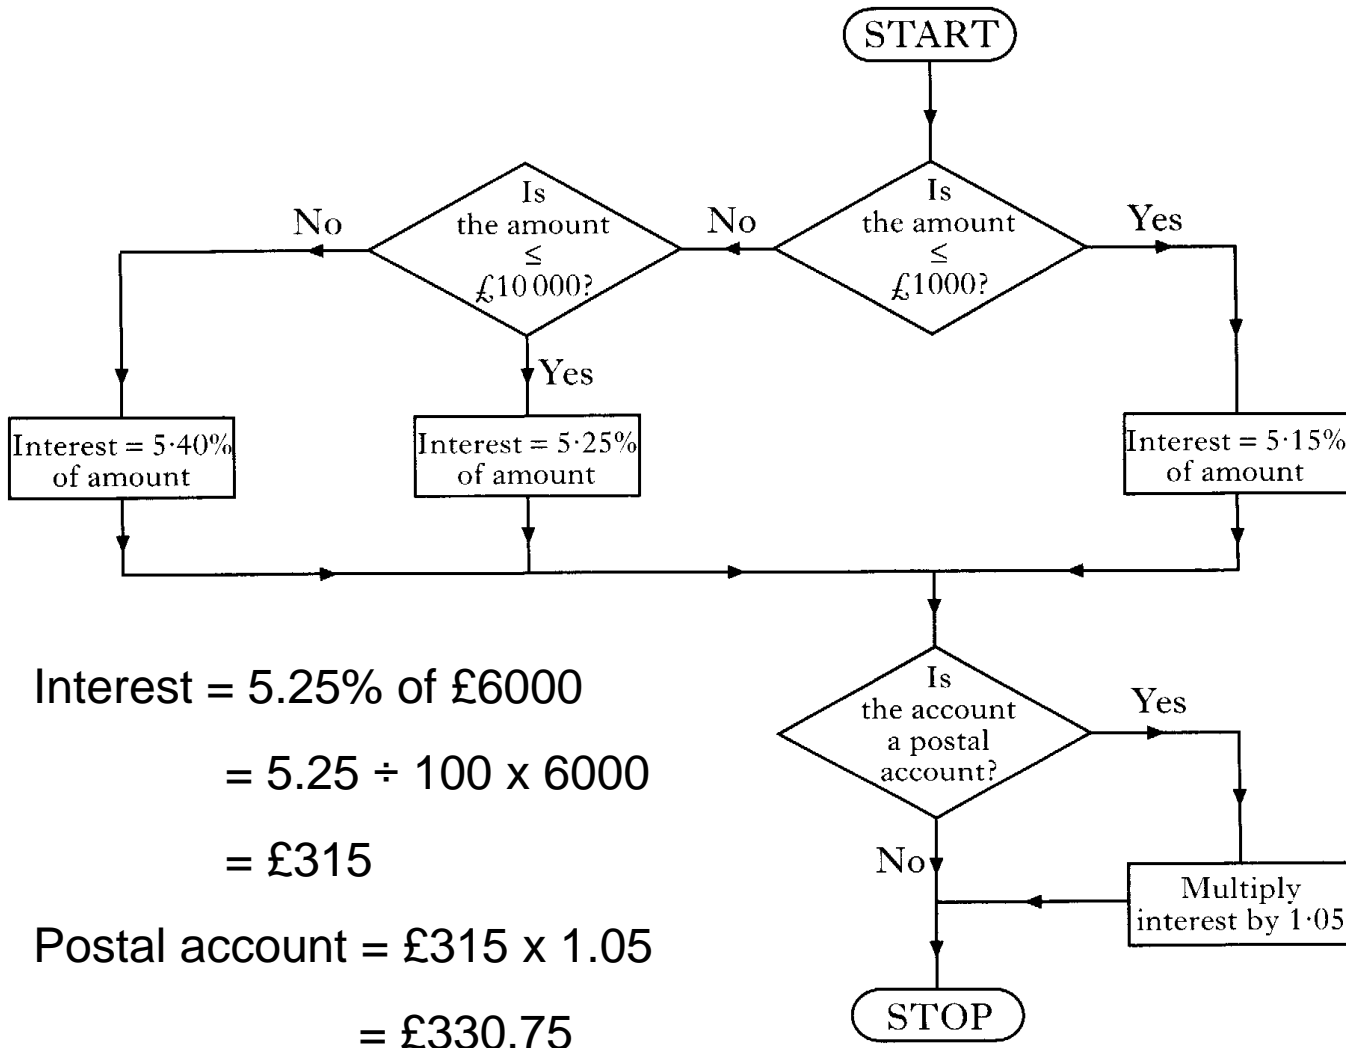 START
Is
the amount
≤
£1000?
Yes
No
Is
the amount
≤
£10 000?
No
Yes
Interest = 5·40%
of amount
Interest = 5·25%
of amount
Interest = 5·15%
of amount
Is
the account
a postal
account?
Yes
No
Multiply
interest by 1·05
STOP
Interest = 5.25% of £6000
= 5.25 ÷ 100 x 6000
= £315
Postal account = £315 x 1.05
= £330.75